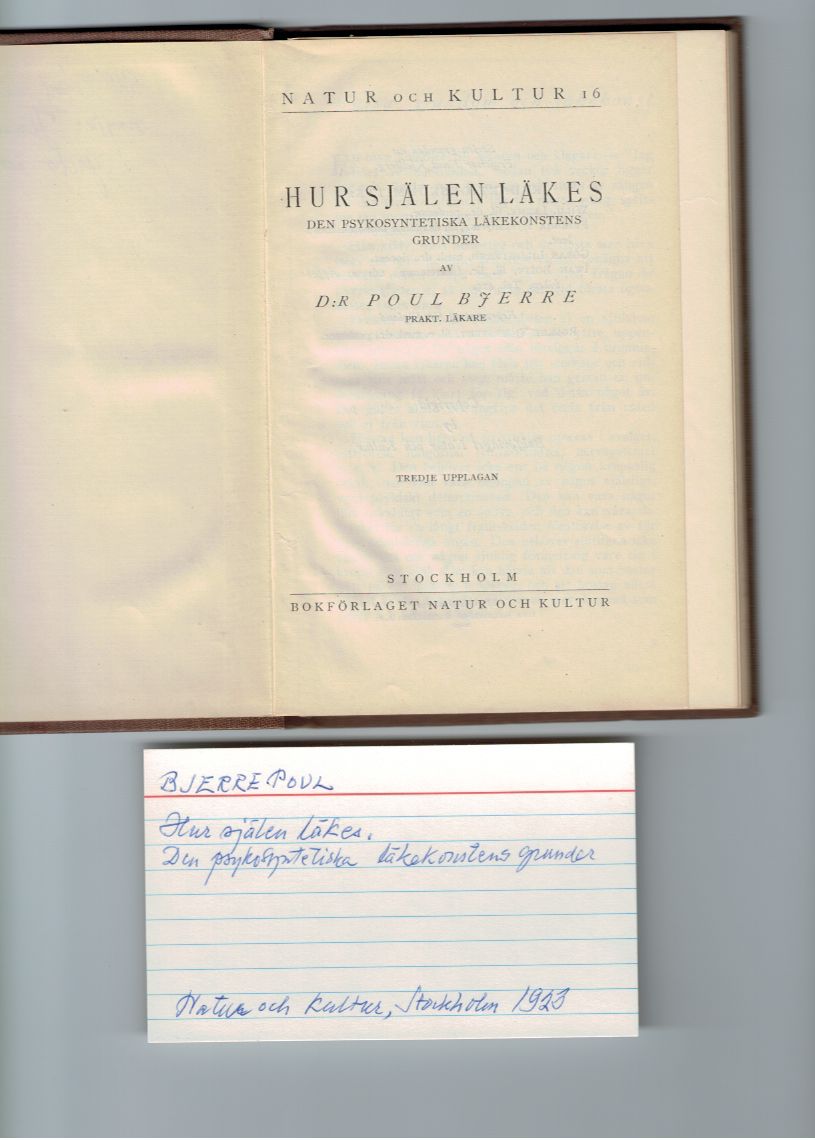 NATUR OCH KULTUR 16
HUR SJÄLEN LÄKES
DEN PSYKOSYNTETISKA LÄKEKONSTENS
GRUNDER
AV
D:R POUL BJERRE
PRAKT. LÄKARE
TREDJE UPPLAGAN
STOCKHOLM
BOKFÖRLAGET NATUR OCH KULTUR
BJERRE POUL
Hur själen läkes.
Den psykosyntetiska läkekonstens grunder
Natur och Kultur, Stockholm 1923